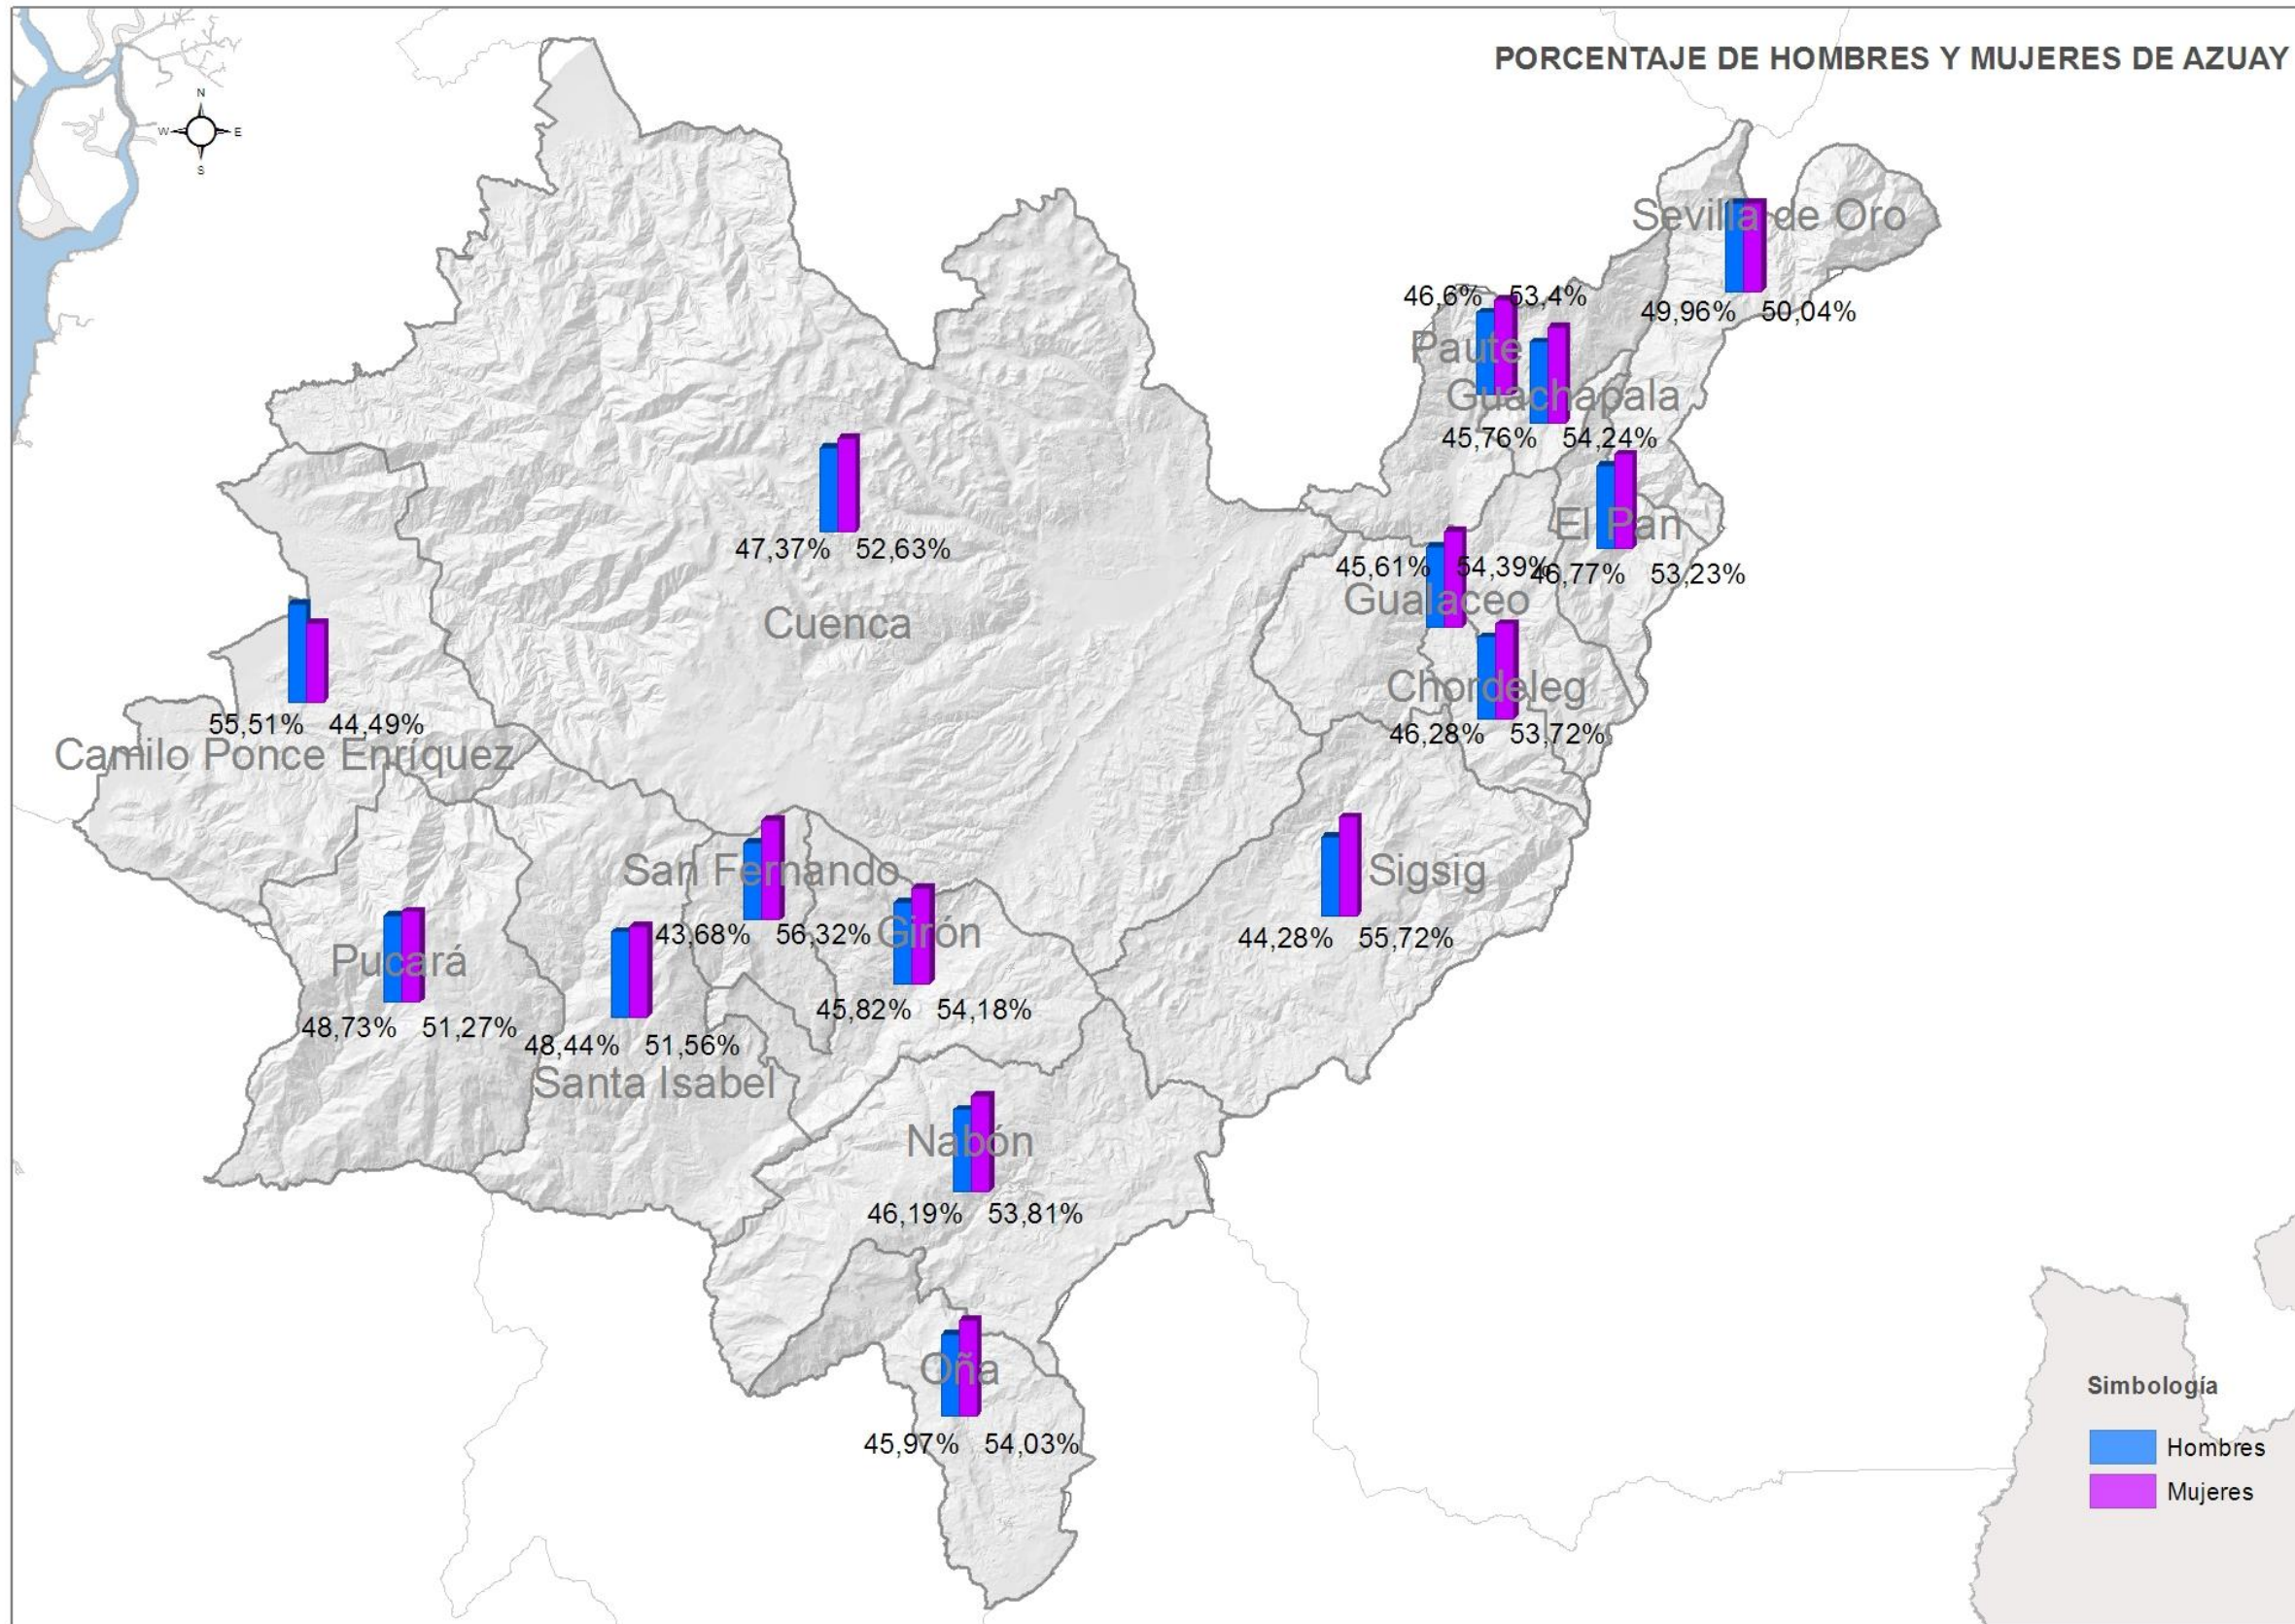 PORCENTAJE DE HOMBRES Y MUJERES DE AZUAY
N
W E
S
Sevilla de Oro
49,96% 50,04%
46,6% 53,4%
Paute
Guachapala
45,76% 54,24%
El Pan
46,77% 53,23%
45,61% 54,39%
Gualaceo
Chordeleg
46,28% 53,72%
47,37% 52,63%
Cuenca
55,51% 44,49%
Camilo Ponce Enríquez
San Fernando
43,68% 56,32%
Girón
45,82% 54,18%
Sigsig
44,28% 55,72%
Pucará
48,73% 51,27%
48,44% 51,56%
Santa Isabel
Nabón
46,19% 53,81%
Oña
45,97% 54,03%
Simbología
Hombres
Mujeres